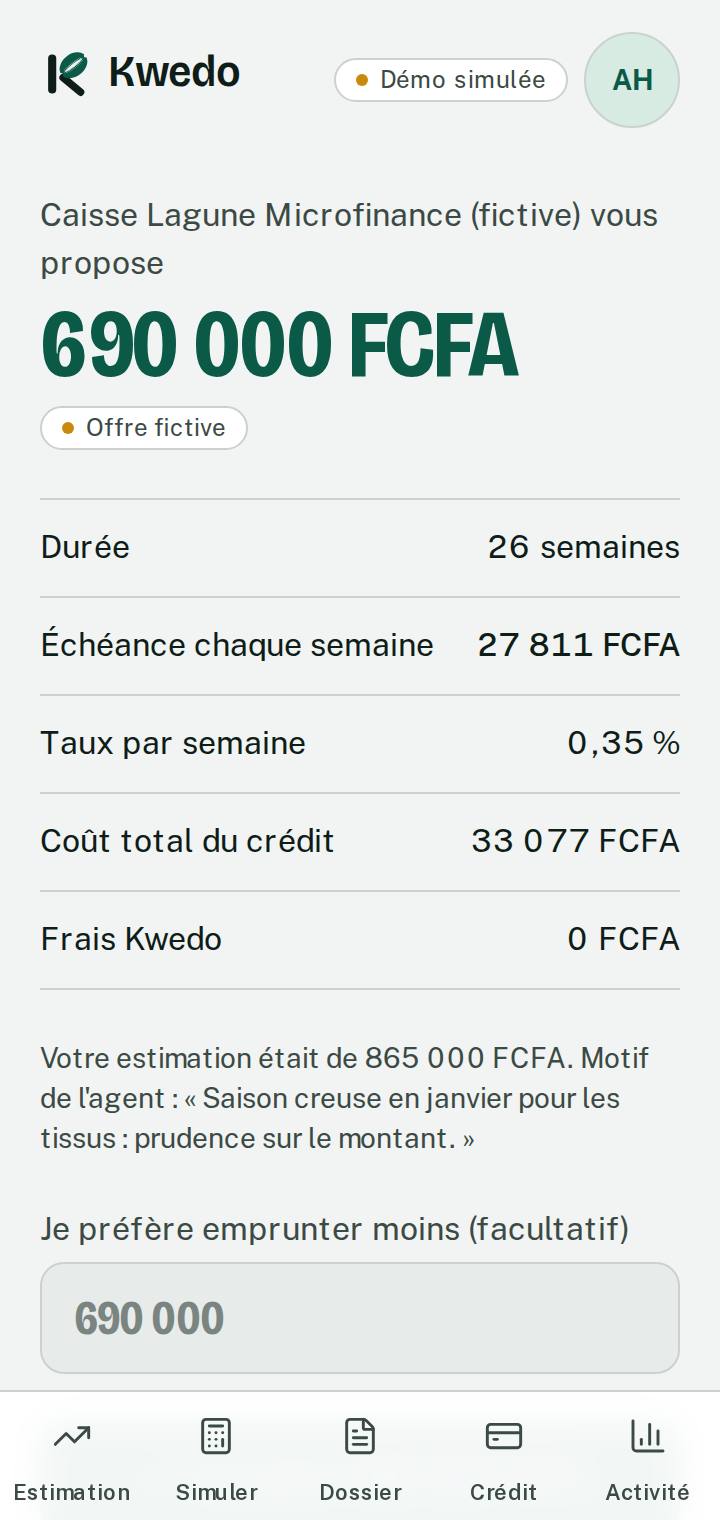 Kwedo
Démo simulée
AH
Caisse Lagune Microfinance (fictive) vous
propose
690 000 FCFA
Offre fictive
Durée 26 semaines
Échéance chaque semaine 27 811 FCFA
Taux par semaine 0,35 %
Coût total du crédit 33 077 FCFA
Frais Kwedo 0 FCFA
Votre estimation était de 865 000 FCFA. Motif
de l'agent : « Saison creuse en janvier pour les
tissus : prudence sur le montant. »
Je préfère emprunter moins (facultatif)
690 000
Estimation Simuler Dossier Crédit Activité